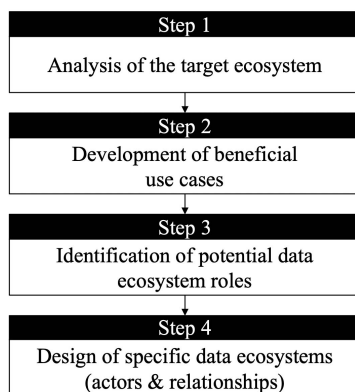 Step 1
Analysis of the target ecosystem
Step 2
Development of beneficial
use cases
Step 3
Identification of potential data
ecosystem roles
Step 4
Design of specific data ecosystems
(actors & relationships)